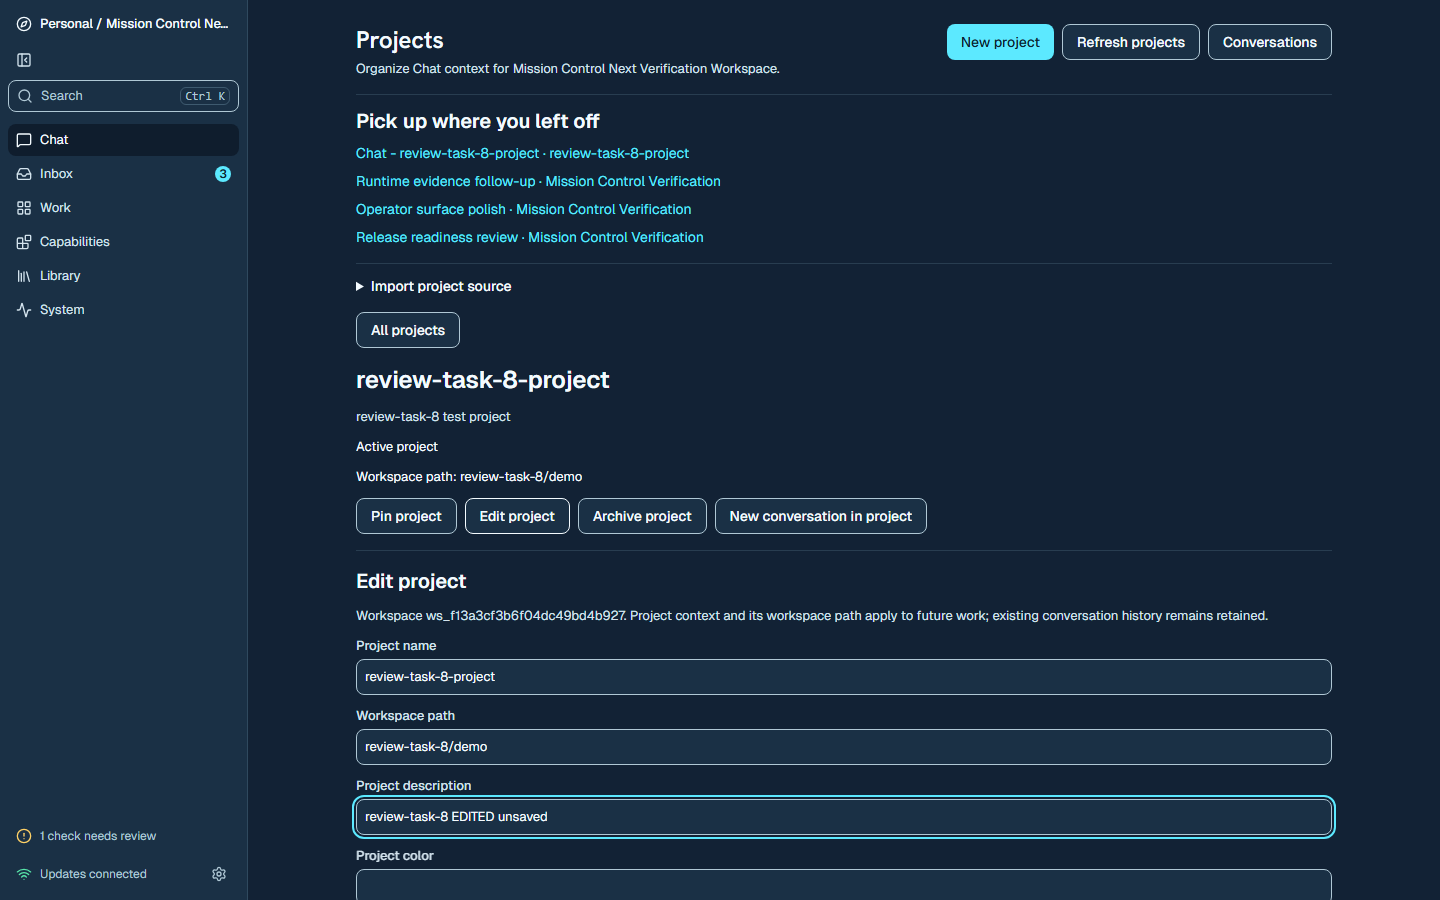 Personal / Mission Control Ne...
Search
Ctrl K
Chat
Inbox
3
Work
Capabilities
Library
System
1 check needs review
Updates connected
Projects
Organize Chat context for Mission Control Next Verification Workspace.
New project
Refresh projects
Conversations
Pick up where you left off
Chat - review-task-8-project · review-task-8-project
Runtime evidence follow-up · Mission Control Verification
Operator surface polish · Mission Control Verification
Release readiness review · Mission Control Verification
Import project source
All projects
review-task-8-project
review-task-8 test project
Active project
Workspace path: review-task-8/demo
Pin project
Edit project
Archive project
New conversation in project
Edit project
Workspace ws_f13a3cf3b6f04dc49bd4b927. Project context and its workspace path apply to future work; existing conversation history remains retained.
Project name
review-task-8-project
Workspace path
review-task-8/demo
Project description
review-task-8 EDITED unsaved
Project color